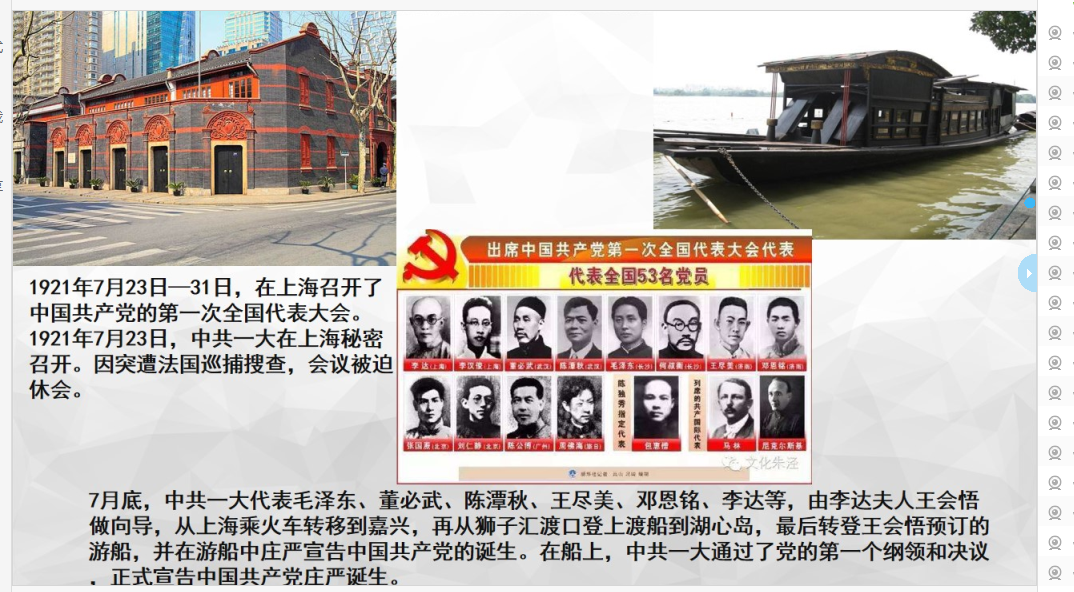 1921年7月23日—31日，在上海召开了
中国共产党的第一次全国代表大会。
1921年7月23日，中共一大在上海秘密
召开。因突遭法国巡捕搜查，会议被迫
休会。
出席中国共产党第一次全国代表大会代表
代表全国53名党员
李达(上海) 李汉俊(上海) 董必武(武汉) 陈潭秋(武汉) 毛泽东(长沙) 何叔衡(长沙) 王尽美(济南) 邓恩铭(济南)
陈独秀指定代表
列席的共产国际代表
张国焘(北京) 刘仁静(北京) 陈公博(广州) 周佛海(旅日) 包惠僧 马林 尼克尔斯基
文化朱泾
7月底，中共一大代表毛泽东、董必武、陈潭秋、王尽美、邓恩铭、李达等，由李达夫人王会悟
做向导，从上海乘火车转移到嘉兴，再从狮子汇渡口登上渡船到湖心岛，最后转登王会悟预订的
游船，并在游船中庄严宣告中国共产党的诞生。在船上，中共一大通过了党的第一个纲领和决议
，正式宣告中国共产党庄严诞生。